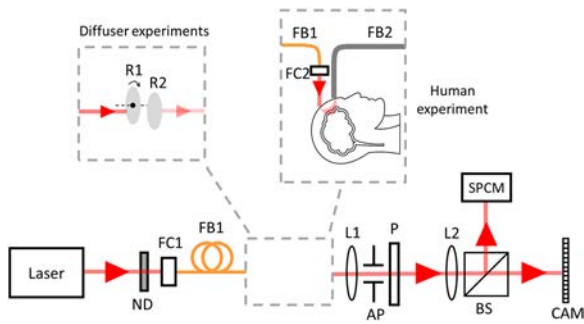 Diffuser experiments
R1
R2
FB1
FB2
FC2
Human
experiment
SPCM
Laser
ND
FC1
FB1
L1
AP
P
L2
BS
CAM